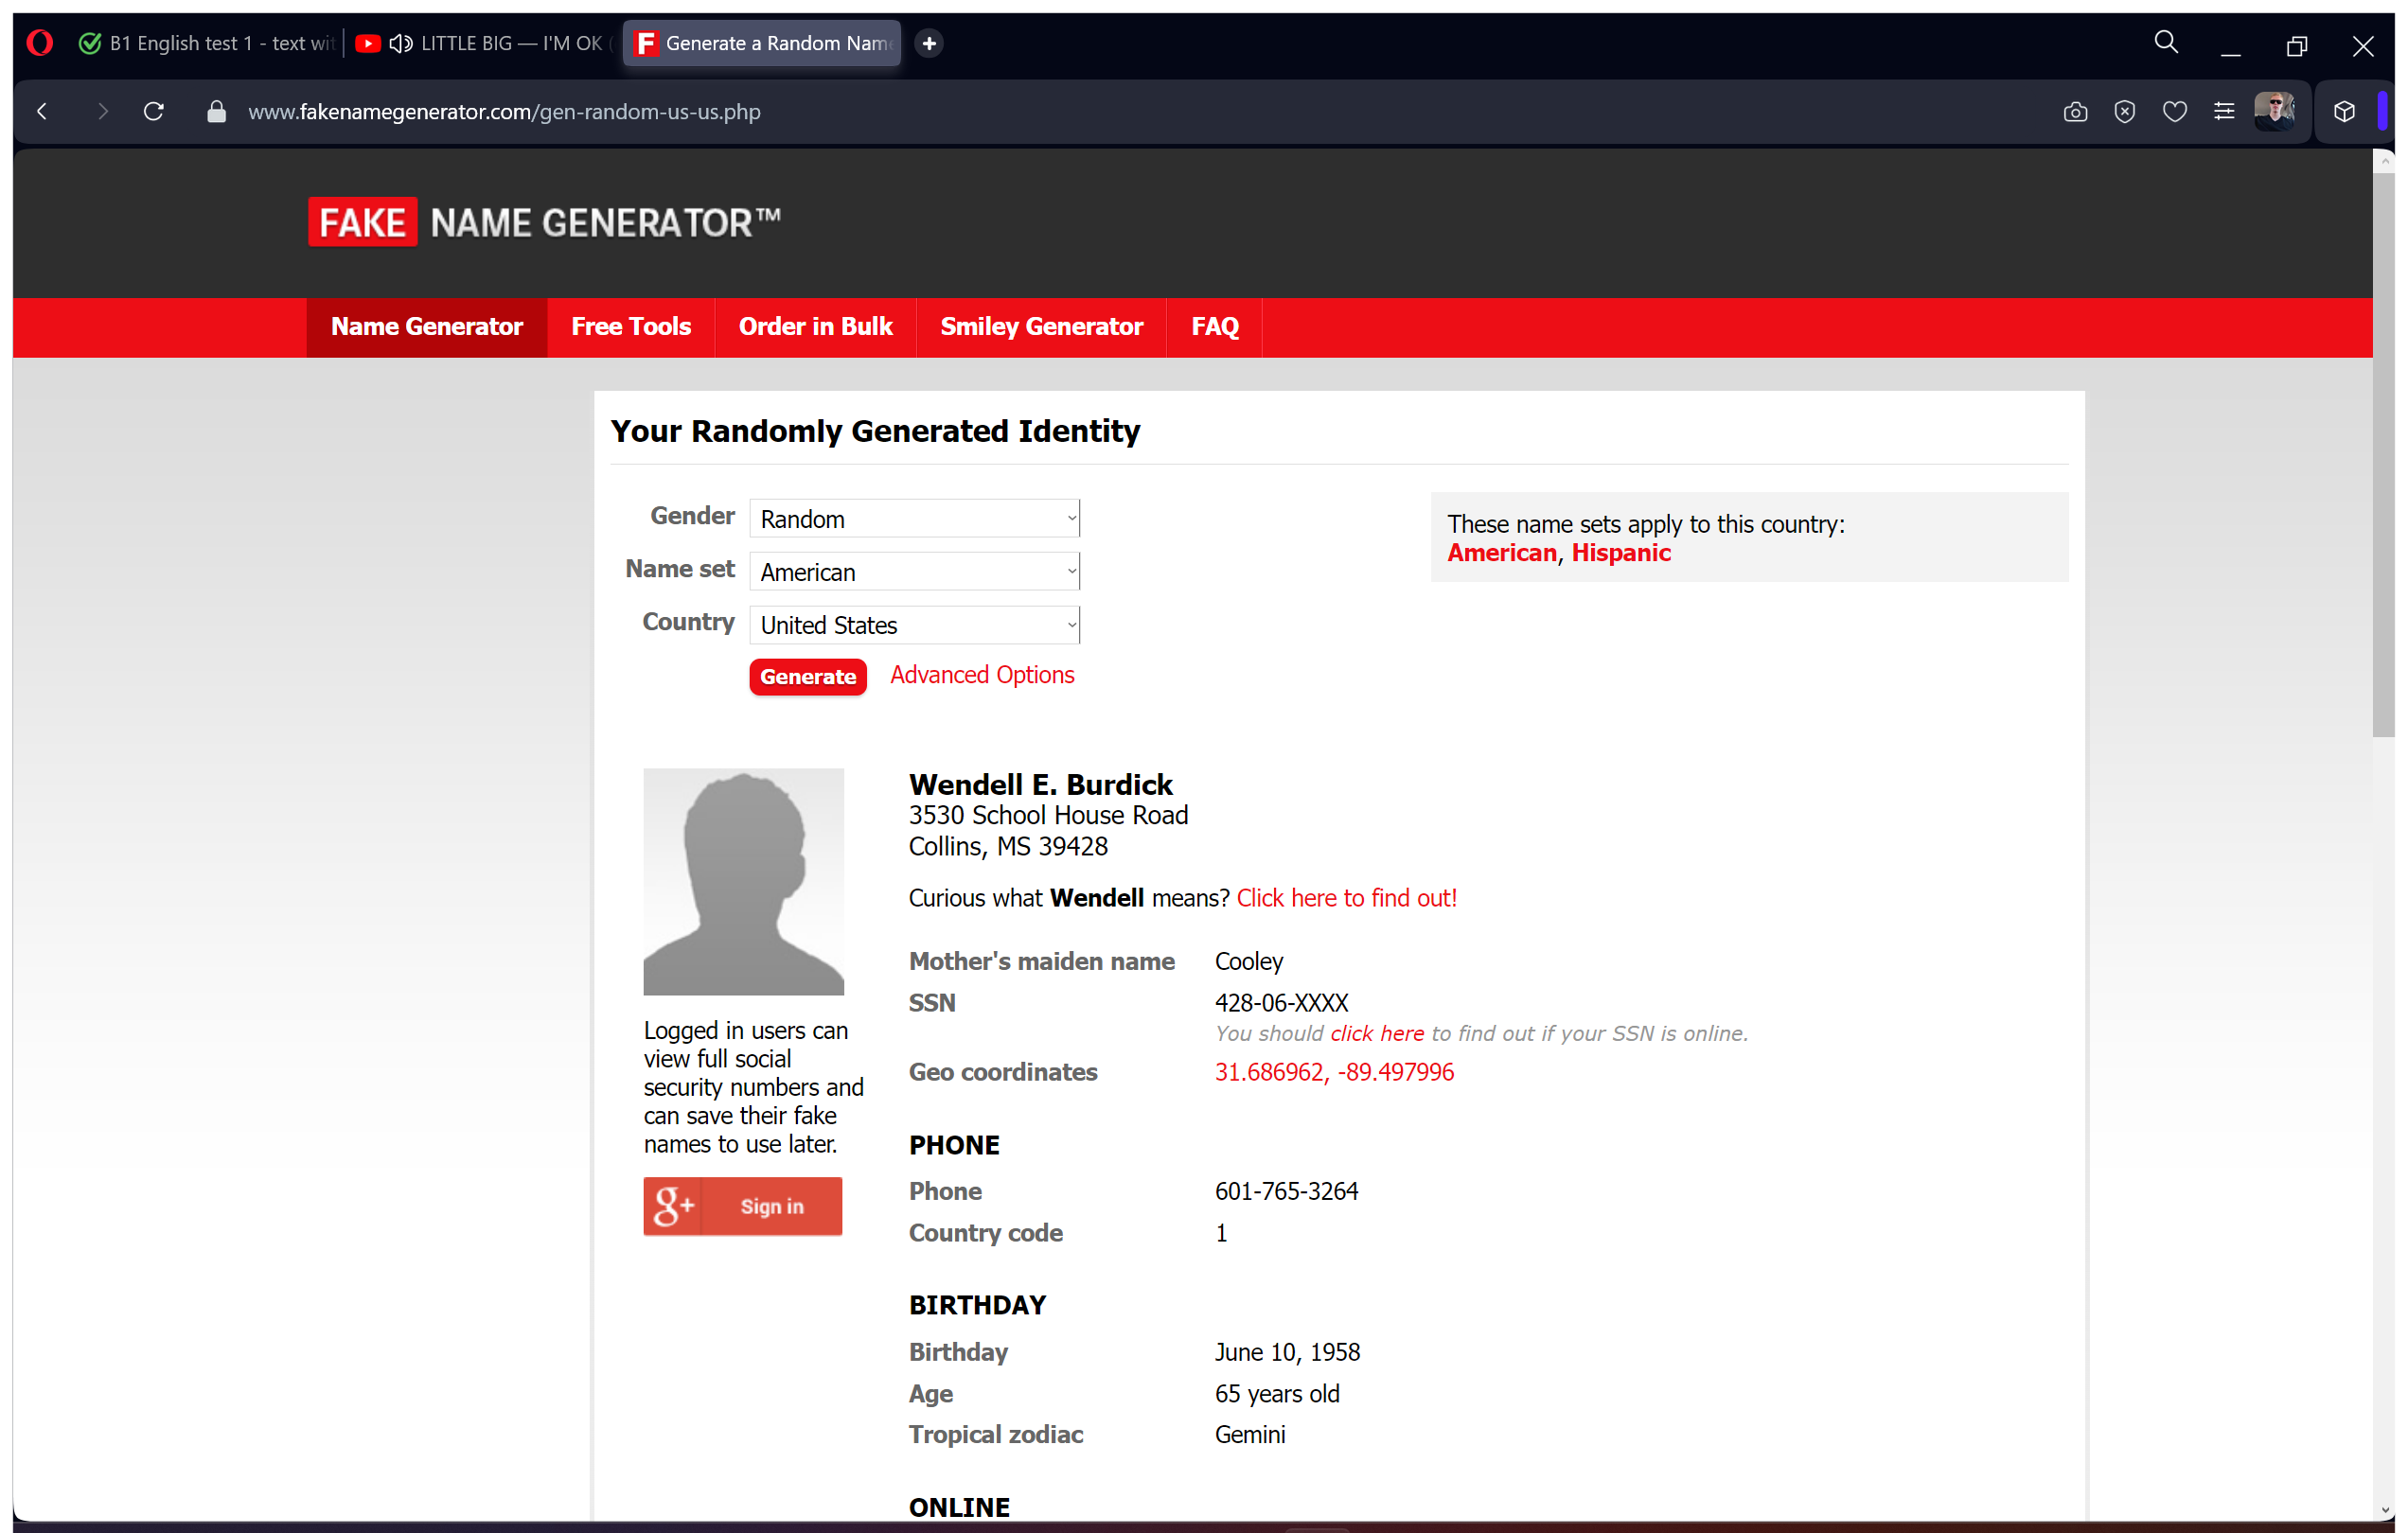 B1 English test 1 - text wit
LITTLE BIG — I'M OK (
F Generate a Random Name
www.fakenamegenerator.com/gen-random-us-us.php
FAKE NAME GENERATOR™
Name Generator Free Tools Order in Bulk Smiley Generator FAQ
Your Randomly Generated Identity
Gender Random
Name set American
Country United States
Generate Advanced Options
These name sets apply to this country:
American, Hispanic
Wendell E. Burdick
3530 School House Road
Collins, MS 39428
Curious what Wendell means? Click here to find out!
Mother's maiden name Cooley
SSN 428-06-XXXX
You should click here to find out if your SSN is online.
Geo coordinates 31.686962, -89.497996
Logged in users can
view full social
security numbers and
can save their fake
names to use later.
g+ Sign in
PHONE
Phone 601-765-3264
Country code 1
BIRTHDAY
Birthday June 10, 1958
Age 65 years old
Tropical zodiac Gemini
ONLINE